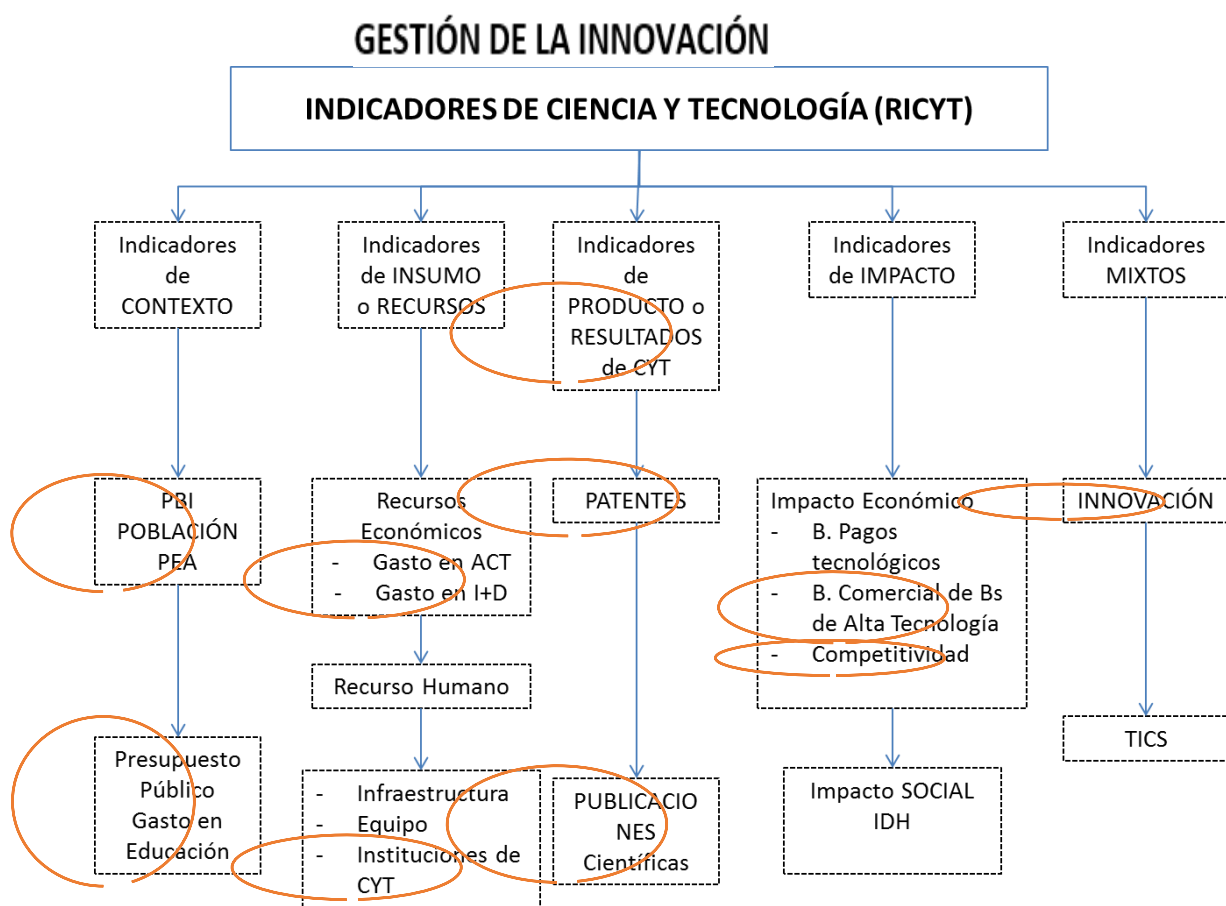 GESTIÓN DE LA INNOVACIÓN
INDICADORES DE CIENCIA Y TECNOLOGÍA (RICYT)
Indicadores
de
CONTEXTO
Indicadores
de INSUMO
o RECURSOS
Indicadores
de
PRODUCTO o
RESULTADOS
de CYT
Indicadores
de IMPACTO
Indicadores
MIXTOS
PBI
POBLACIÓN
PEA
Recursos
Económicos
- Gasto en ACT
- Gasto en I+D
PATENTES
Impacto Económico
- B. Pagos
tecnológicos
- B. Comercial de Bs
de Alta Tecnología
- Competitividad
INNOVACIÓN
Recurso Humano
Presupuesto
Público
Gasto en
Educación
- Infraestructura
- Equipo
- Instituciones de
CYT
PUBLICACIO
NES
Científicas
Impacto SOCIAL
IDH
TICS